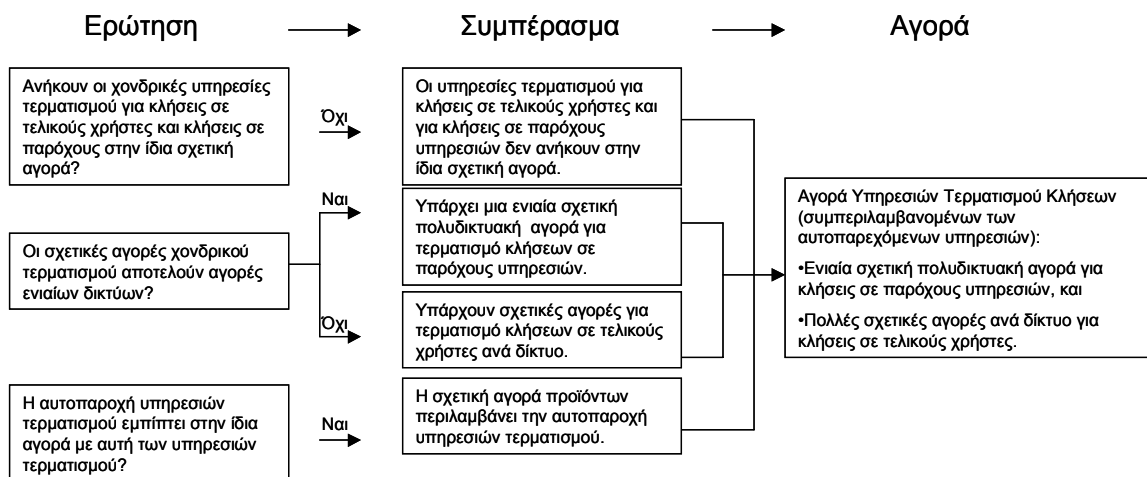 Ερώτηση
Συμπέρασμα
Αγορά
Ανήκουν οι χονδρικές υπηρεσίες
τερματισμού για κλήσεις σε
τελικούς χρήστες και κλήσεις σε
παρόχους στην ίδια σχετική
αγορά?
Όχι
Οι υπηρεσίες τερματισμού για
κλήσεις σε τελικούς χρήστες και
για κλήσεις σε παρόχους
υπηρεσιών δεν ανήκουν στην
ίδια σχετική αγορά.
Οι σχετικές αγορές χονδρικού
τερματισμού αποτελούν αγορές
ενιαίων δικτύων?
Ναι
Υπάρχει μια ενιαία σχετική
πολυδικτυακή αγορά για
τερματισμό κλήσεων σε
παρόχους υπηρεσιών.
Όχι
Υπάρχουν σχετικές αγορές για
τερματισμό κλήσεων σε τελικούς
χρήστες ανά δίκτυο.
Η αυτοπαροχή υπηρεσιών
τερματισμού εμπίπτει στην ίδια
αγορά με αυτή των υπηρεσιών
τερματισμού?
Ναι
Η σχετική αγορά προϊόντων
περιλαμβάνει την αυτοπαροχή
υπηρεσιών τερματισμού.
Αγορά Υπηρεσιών Τερματισμού Κλήσεων
(συμπεριλαμβανομένων των
αυτοπαρεχόμενων υπηρεσιών):
•Ενιαία σχετική πολυδικτυακή αγορά για
κλήσεις σε παρόχους υπηρεσιών, και
•Πολλές σχετικές αγορές ανά δίκτυο για
κλήσεις σε τελικούς χρήστες.